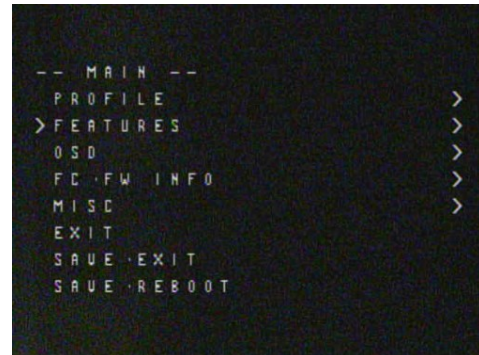 -- MAIN --
PROFILE >
>FEATURES >
OSD >
FC·FW INFO >
MISC >
EXIT
SAVE·EXIT
SAVE·REBOOT